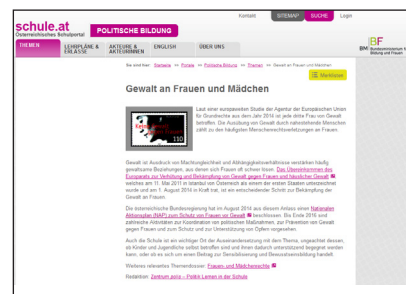 Kontakt SITEMAP SUCHE Login
schule.at
Österreichisches Schulportal
POLITISCHE BILDUNG
THEMEN LEHRPLÄNE & ERLÄSSE AKTEURE & AKTEURINNEN ENGLISH ÜBER UNS
BF
BM Bundesministerium für Bildung und Frauen
Sie sind hier: Startseite >> Portale >> Politische Bildung >> Themen >> Gewalt an Frauen und Mädchen
Merklisten
Gewalt an Frauen und Mädchen
110
Laut einer europaweiten Studie der Agentur der Europäischen Union
für Grundrechte aus dem Jahr 2014 ist jede dritte Frau von Gewalt
betroffen. Die Ausübung von Gewalt durch nahestehende Menschen
zählt zu den häufigsten Menschenrechtsverletzungen an Frauen.
Gewalt ist Ausdruck von Machtungleichheit und Abhängigkeitsverhältnisse verstärken häufig
gewaltsame Beziehungen, aus denen sich Frauen oft schwer lösen. Das Übereinkommen des
Europarats zur Verhütung und Bekämpfung von Gewalt gegen Frauen und häuslicher Gewalt
welches am 11. Mai 2011 in Istanbul von Österreich als einem der ersten Staaten unterzeichnet
wurde und am 1. August 2014 in Kraft trat, ist ein entscheidender Schritt zur Bekämpfung der
Gewalt an Frauen.
Die österreichische Bundesregierung hat im August 2014 aus diesem Anlass einen Nationalen
Aktionsplan (NAP) zum Schutz von Frauen vor Gewalt beschlossen. Bis Ende 2016 sind
zahlreiche Aktivitäten zur Koordination von politischen Maßnahmen, zur Prävention von Gewalt
gegen Frauen und zum Schutz und zur Unterstützung von Opfern vorgesehen.
Auch die Schule ist ein wichtiger Ort der Auseinandersetzung mit dem Thema, ungeachtet dessen,
ob Kinder und Jugendliche selbst betroffen sind und ihnen dadurch unterstützend begegnet werden
kann, oder ob es sich um einen Beitrag zur Sensibilisierung und Bewusstseinsbildung handelt.
Weiteres relevantes Themendossier: Frauen- und Mädchenrechte
Redaktion: Zentrum polis – Politik Lernen in der Schule